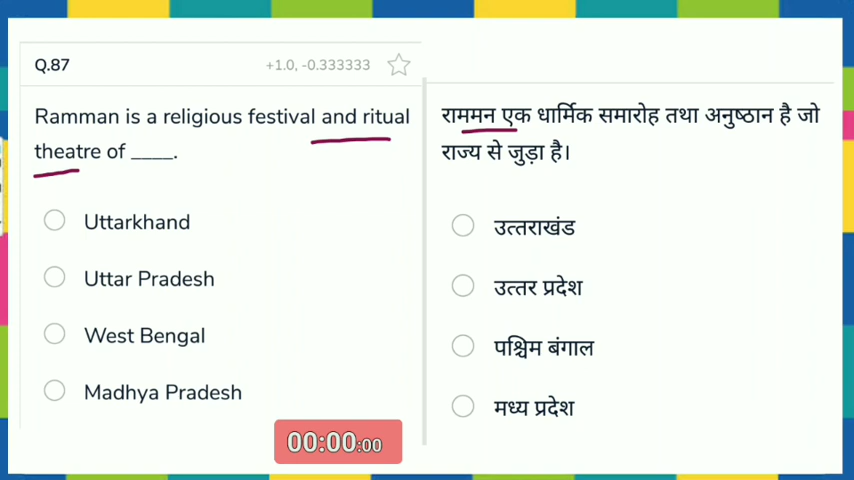 Q.87
+1.0, -0.333333
Ramman is a religious festival and ritual
theatre of ____.
Uttarkhand
Uttar Pradesh
West Bengal
Madhya Pradesh
राममन एक धार्मिक समारोह तथा अनुष्ठान है जो
राज्य से जुड़ा है।
उत्तराखंड
उत्तर प्रदेश
पश्चिम बंगाल
मध्य प्रदेश
00:00:00